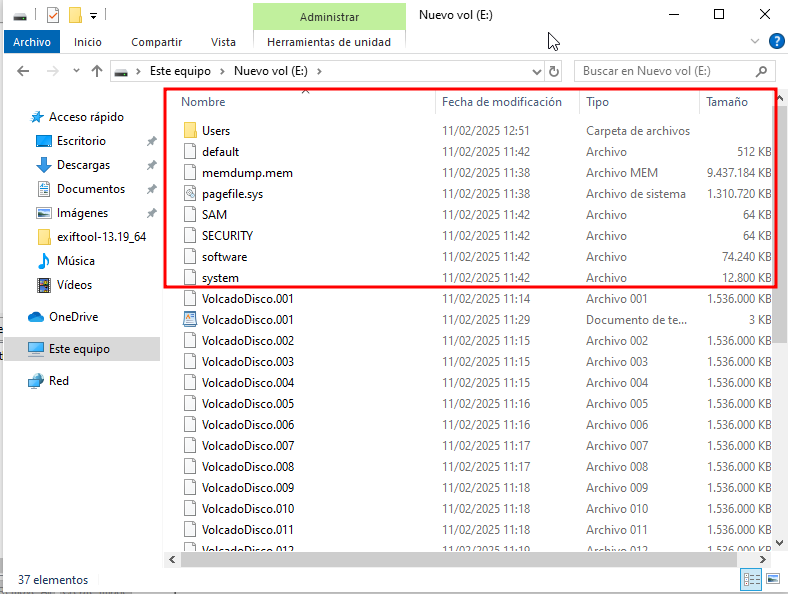 Administrar
Nuevo vol (E:)
Archivo
Inicio
Compartir
Vista
Herramientas de unidad
Este equipo
Nuevo vol (E:)
Buscar en Nuevo vol (E:)
Acceso rápido
Escritorio
Descargas
Documentos
Imágenes
exiftool-13.19_64
Música
Vídeos
OneDrive
Este equipo
Red
Nombre Fecha de modificación Tipo Tamaño
Users 11/02/2025 12:51 Carpeta de archivos
default 11/02/2025 11:42 Archivo 512 KB
memdump.mem 11/02/2025 11:38 Archivo MEM 9.437.184 KB
pagefile.sys 11/02/2025 11:38 Archivo de sistema 1.310.720 KB
SAM 11/02/2025 11:42 Archivo 64 KB
SECURITY 11/02/2025 11:42 Archivo 64 KB
software 11/02/2025 11:42 Archivo 74.240 KB
system 11/02/2025 11:42 Archivo 12.800 KB
VolcadoDisco.001 11/02/2025 11:14 Archivo 001 1.536.000 KB
VolcadoDisco.001 11/02/2025 11:29 Documento de te... 3 KB
VolcadoDisco.002 11/02/2025 11:15 Archivo 002 1.536.000 KB
VolcadoDisco.003 11/02/2025 11:15 Archivo 003 1.536.000 KB
VolcadoDisco.004 11/02/2025 11:15 Archivo 004 1.536.000 KB
VolcadoDisco.005 11/02/2025 11:16 Archivo 005 1.536.000 KB
VolcadoDisco.006 11/02/2025 11:16 Archivo 006 1.536.000 KB
VolcadoDisco.007 11/02/2025 11:17 Archivo 007 1.536.000 KB
VolcadoDisco.008 11/02/2025 11:17 Archivo 008 1.536.000 KB
VolcadoDisco.009 11/02/2025 11:18 Archivo 009 1.536.000 KB
VolcadoDisco.010 11/02/2025 11:18 Archivo 010 1.536.000 KB
VolcadoDisco.011 11/02/2025 11:18 Archivo 011 1.536.000 KB
VolcadoDisco.012 11/02/2025 11:19 Archivo 012 1.536.000 KB
37 elementos